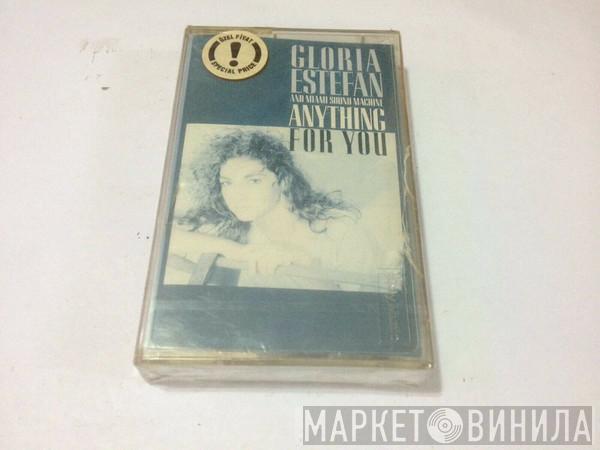 ÖZEL FİYAT
!
SPECIAL PRICE
GLORIA
ESTEFAN
AND MIAMI SOUND MACHINE
ANYTHING
FOR YOU
МАРКЕТ ВИНИЛА